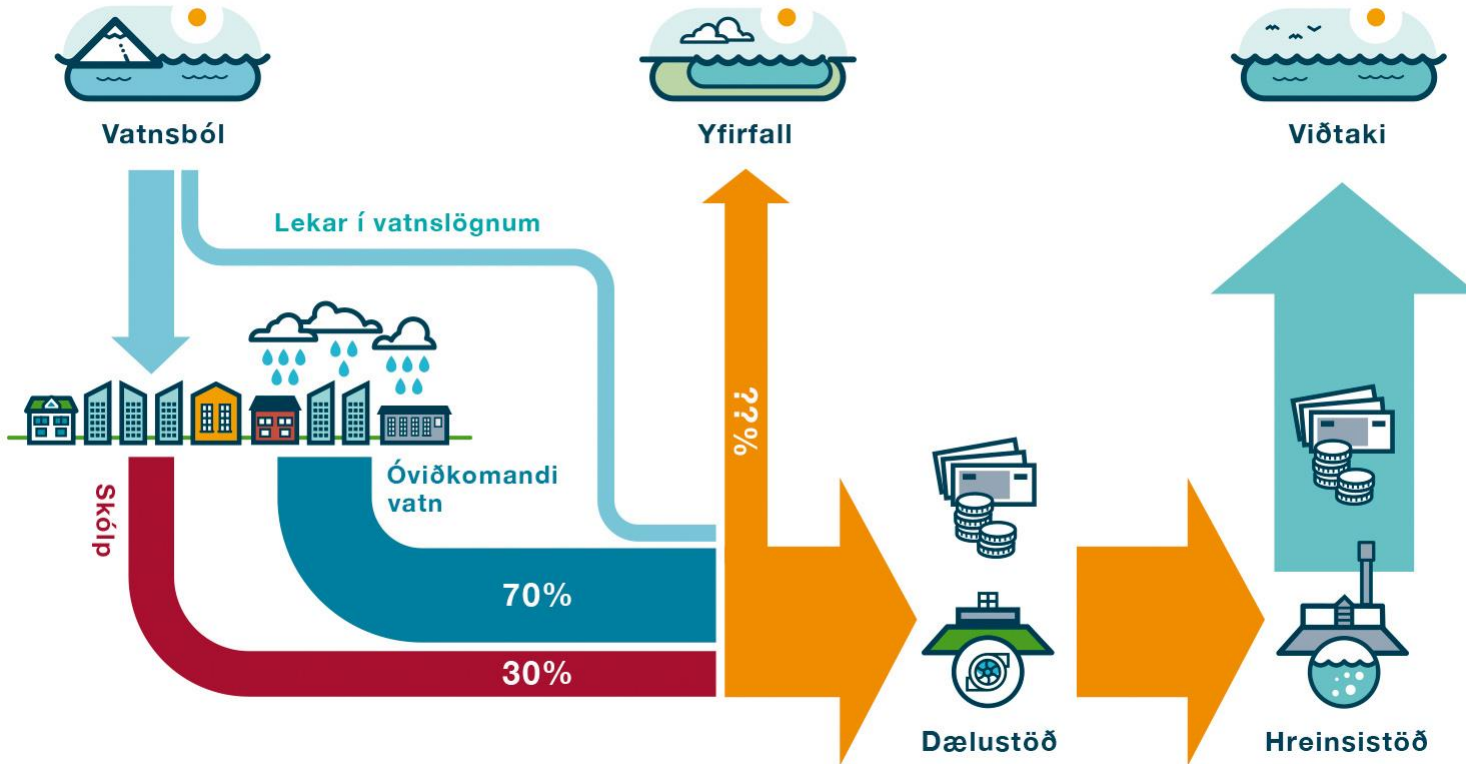 Vatnsból
Yfirfall
Viðtaki
Lekar í vatnslögnum
??%
Óviðkomandi
vatn
Skólp
70%
30%
Dælustöð
Hreinsistöð